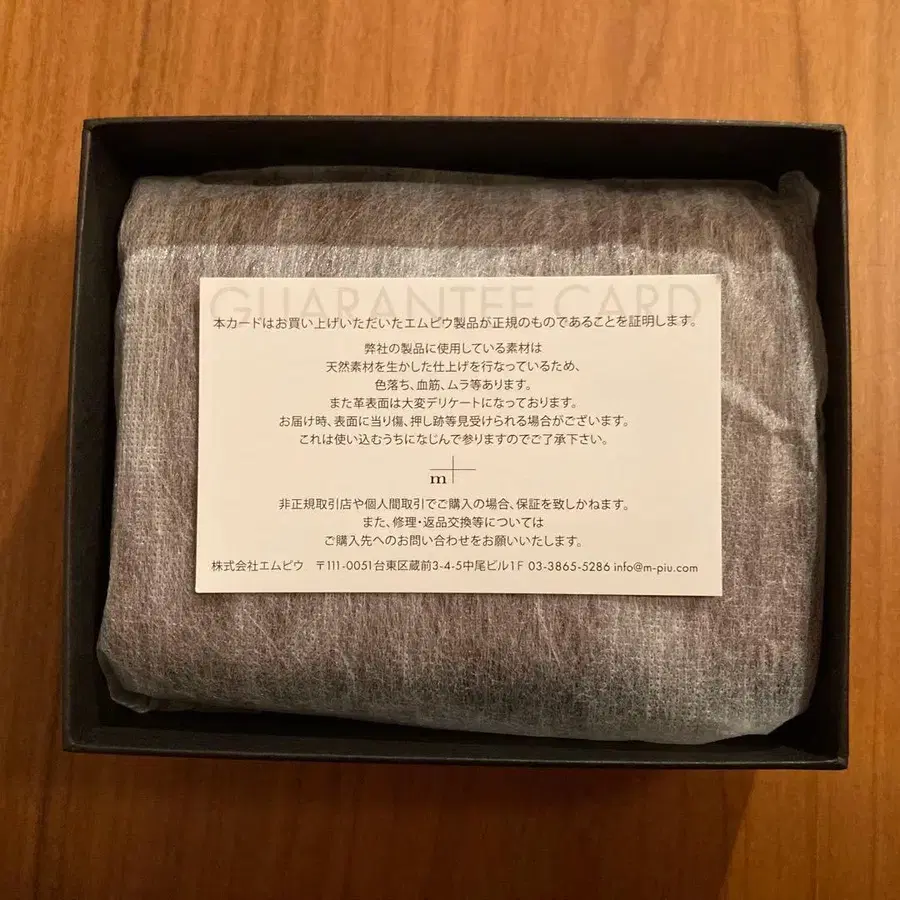 GUARANTEE CARD
本カードはお買い上げいただいたエムピウ製品が正規のものであることを証明します。
弊社の製品に使用している素材は
天然素材を生かした仕上げを行なっているため、
色落ち、血筋、ムラ等あります。
また革表面は大変デリケートになっております。
お届け時、表面に当り傷、押し跡等見受けられる場合がございます。
これは使い込むうちになじんで参りますのでご了承下さい。
m+
非正規取引店や個人間取引でご購入の場合、保証を致しかねます。
また、修理・返品交換等については
ご購入先へのお問い合わせをお願いいたします。
株式会社エムピウ 〒111-0051台東区蔵前3-4-5中尾ビル1F 03-3865-5286 info@m-piu.com